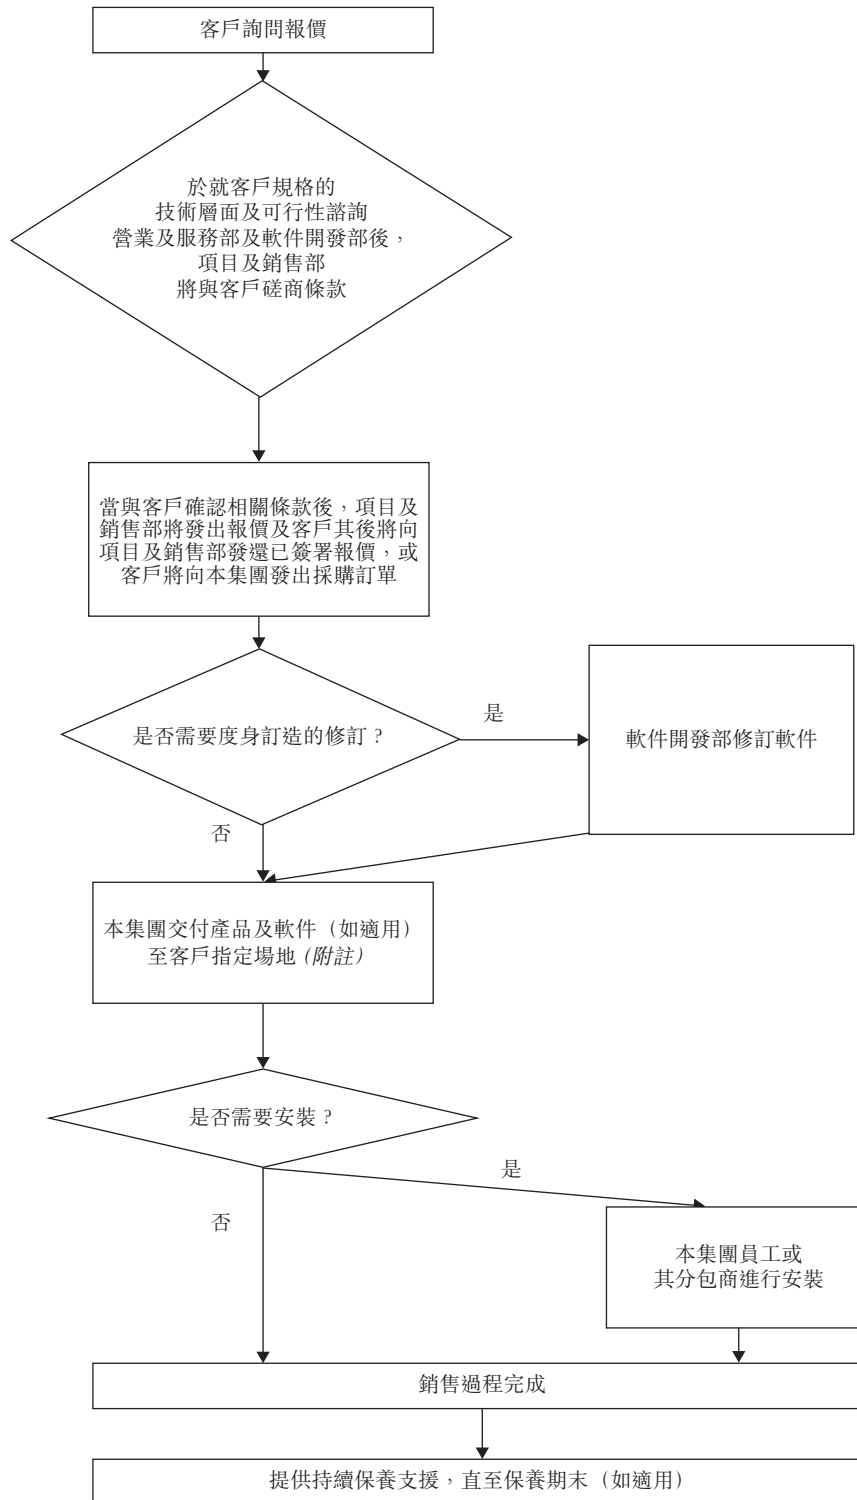 客戶詢問報價
於就客戶規格的
技術層面及可行性諮詢
營業及服務部及軟件開發部後，
項目及銷售部
將與客戶磋商條款
當與客戶確認相關條款後，項目及
銷售部將發出報價及客戶其後將向
項目及銷售部發還已簽署報價，或
客戶將向本集團發出採購訂單
是否需要度身訂造的修訂？
是
軟件開發部修訂軟件
否
本集團交付產品及軟件（如適用）
至客戶指定場地（附註）
是否需要安裝？
是
否
本集團員工或
其分包商進行安裝
銷售過程完成
提供持續保養支援，直至保養期末（如適用）